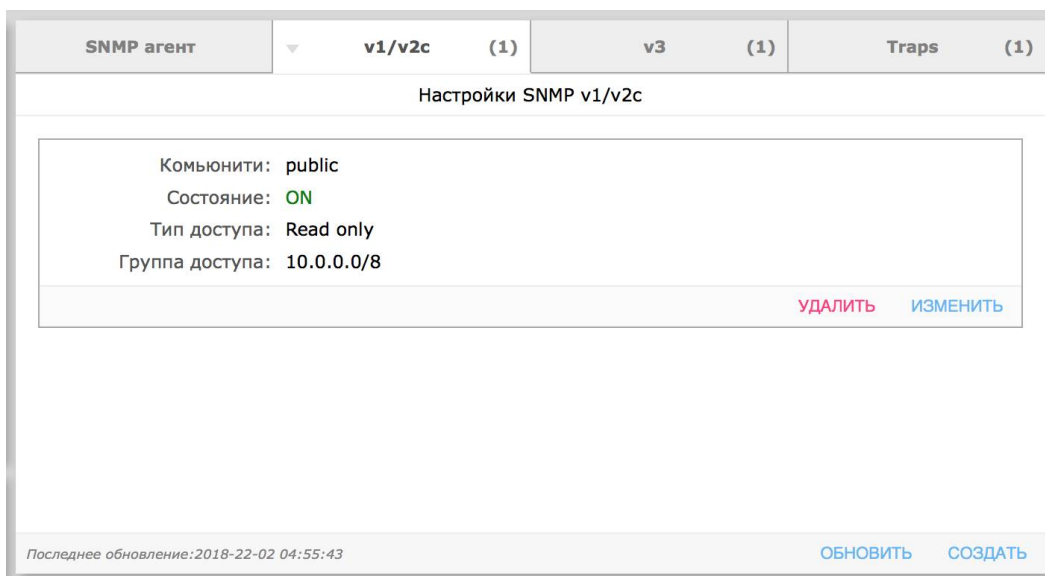 SNMP агент v1/v2c (1) v3 (1) Traps (1)
Настройки SNMP v1/v2c
Комьюнити: public
Состояние: ON
Тип доступа: Read only
Группа доступа: 10.0.0.0/8
УДАЛИТЬ ИЗМЕНИТЬ
Последнее обновление:2018-22-02 04:55:43 ОБНОВИТЬ СОЗДАТЬ